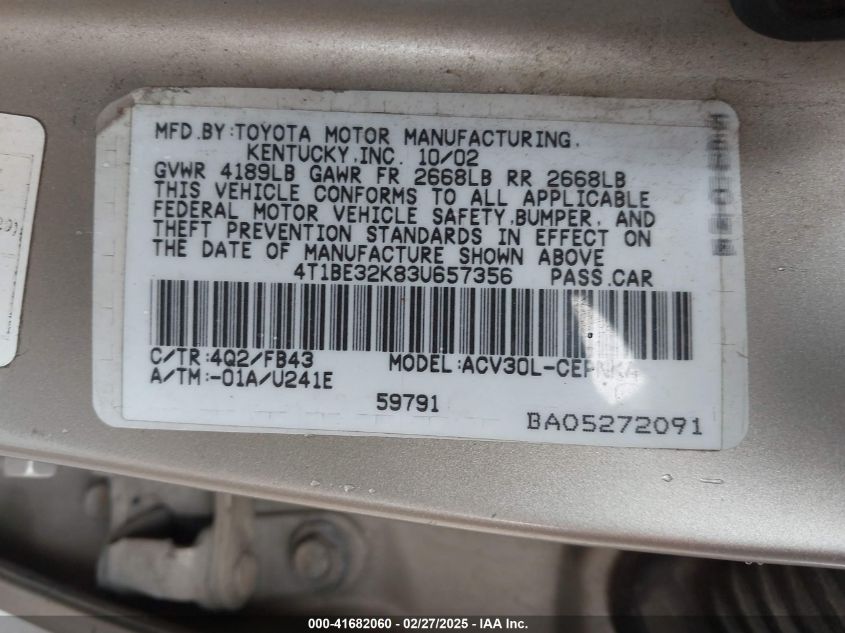 MFD.BY:TOYOTA MOTOR MANUFACTURING,
KENTUCKY,INC. 10/02
GVWR 4189LB GAWR FR 2668LB RR 2668LB
THIS VEHICLE CONFORMS TO ALL APPLICABLE
FEDERAL MOTOR VEHICLE SAFETY,BUMPER, AND
THEFT PREVENTION STANDARDS IN EFFECT ON
THE DATE OF MANUFACTURE SHOWN ABOVE
4T1BE32K83U657356 PASS.CAR
C/TR:4Q2/FB43 MODEL:ACV30L-CEPNKA
A/TM:-01A/U241E
59791
BA05272091
000-41682060 - 02/27/2025 - IAA Inc.